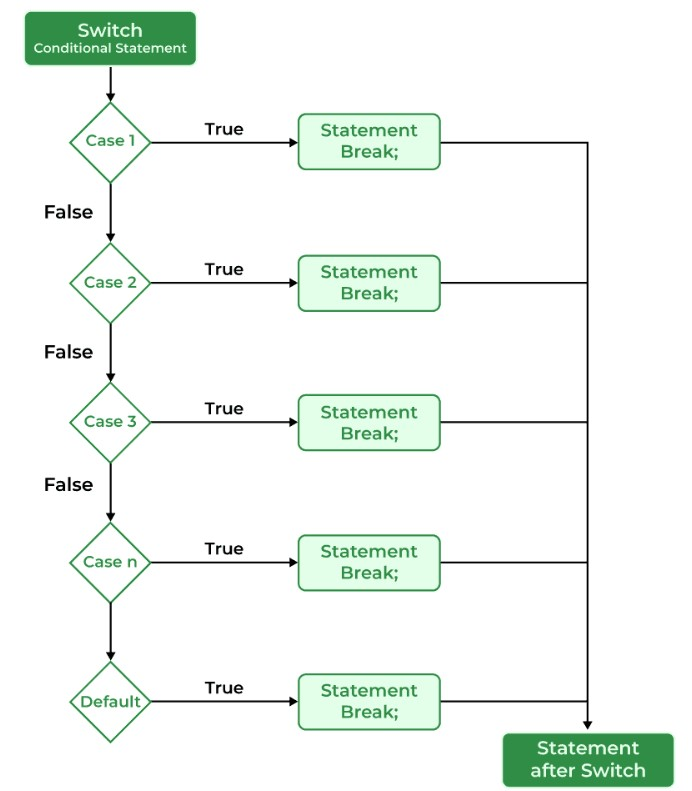 Switch
Conditional Statement
Case 1
True
Statement
Break;
False
Case 2
True
Statement
Break;
False
Case 3
True
Statement
Break;
False
Case n
True
Statement
Break;
Default
True
Statement
Break;
Statement
after Switch